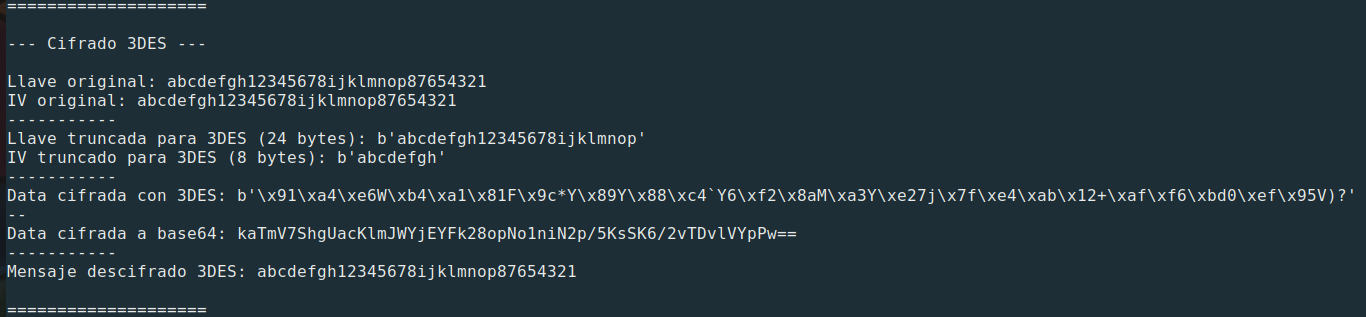 =====================
--- Cifrado 3DES ---
Llave original: abcdefgh12345678ijklmnop87654321
IV original: abcdefgh12345678ijklmnop87654321
-----------
Llave truncada para 3DES (24 bytes): b'abcdefgh12345678ijklmnop'
IV truncado para 3DES (8 bytes): b'abcdefgh'
-----------
Data cifrada con 3DES: b'\x91\xa4\xe6W\xb4\xa1\x81F\x9c*Y\x89Y\x88\xc4`Y6\xf2\x8aM\xa3Y\xe27j\x7f\xe4\xab\x12+\xaf\xf6\xbd0\xef\x95V)?'
--
Data cifrada a base64: kaTmV7ShgUacKlmJWYjEYFk28opNo1niN2p/5KsSK6/2vTDvlVYpPw==
-----------
Mensaje descifrado 3DES: abcdefgh12345678ijklmnop87654321
=====================